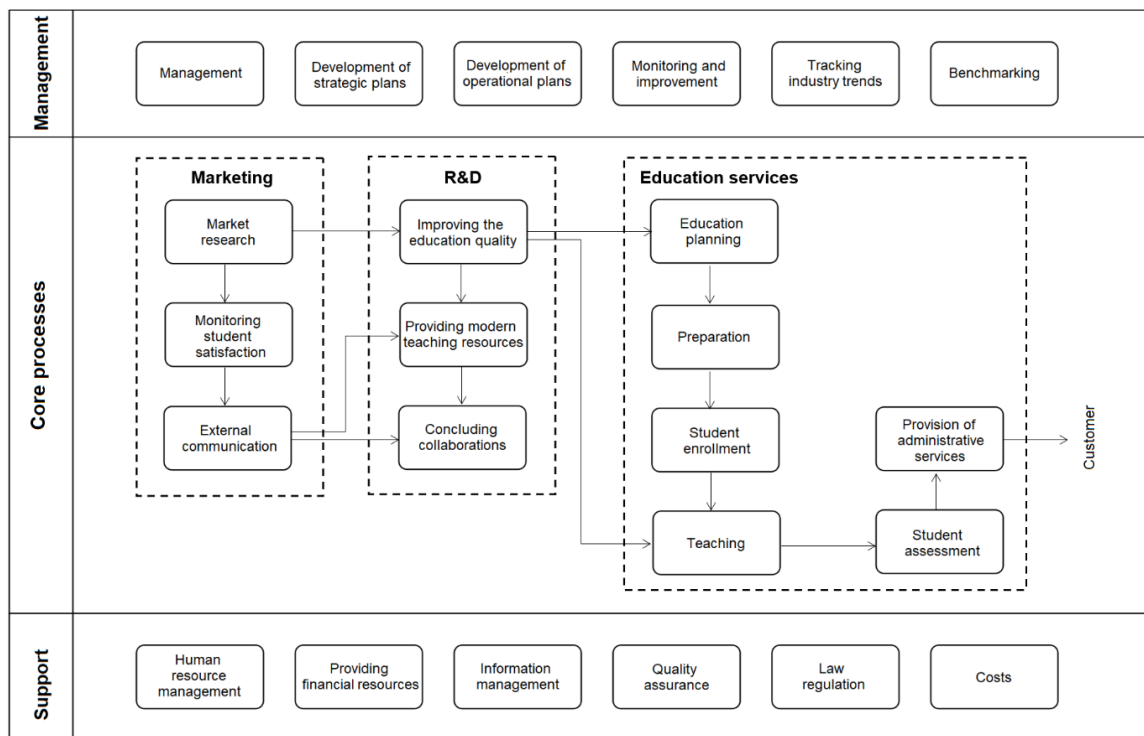 Management
Management
Development of
strategic plans
Development of
operational plans
Monitoring and
improvement
Tracking
industry trends
Benchmarking
Core processes
Marketing
Market
research
Monitoring
student
satisfaction
External
communication
R&D
Improving the
education quality
Providing modern
teaching resources
Concluding
collaborations
Education services
Education
planning
Preparation
Student
enrollment
Teaching
Student
assessment
Provision of
administrative
services
Customer
Support
Human
resource
management
Providing
financial resources
Information
management
Quality
assurance
Law
regulation
Costs